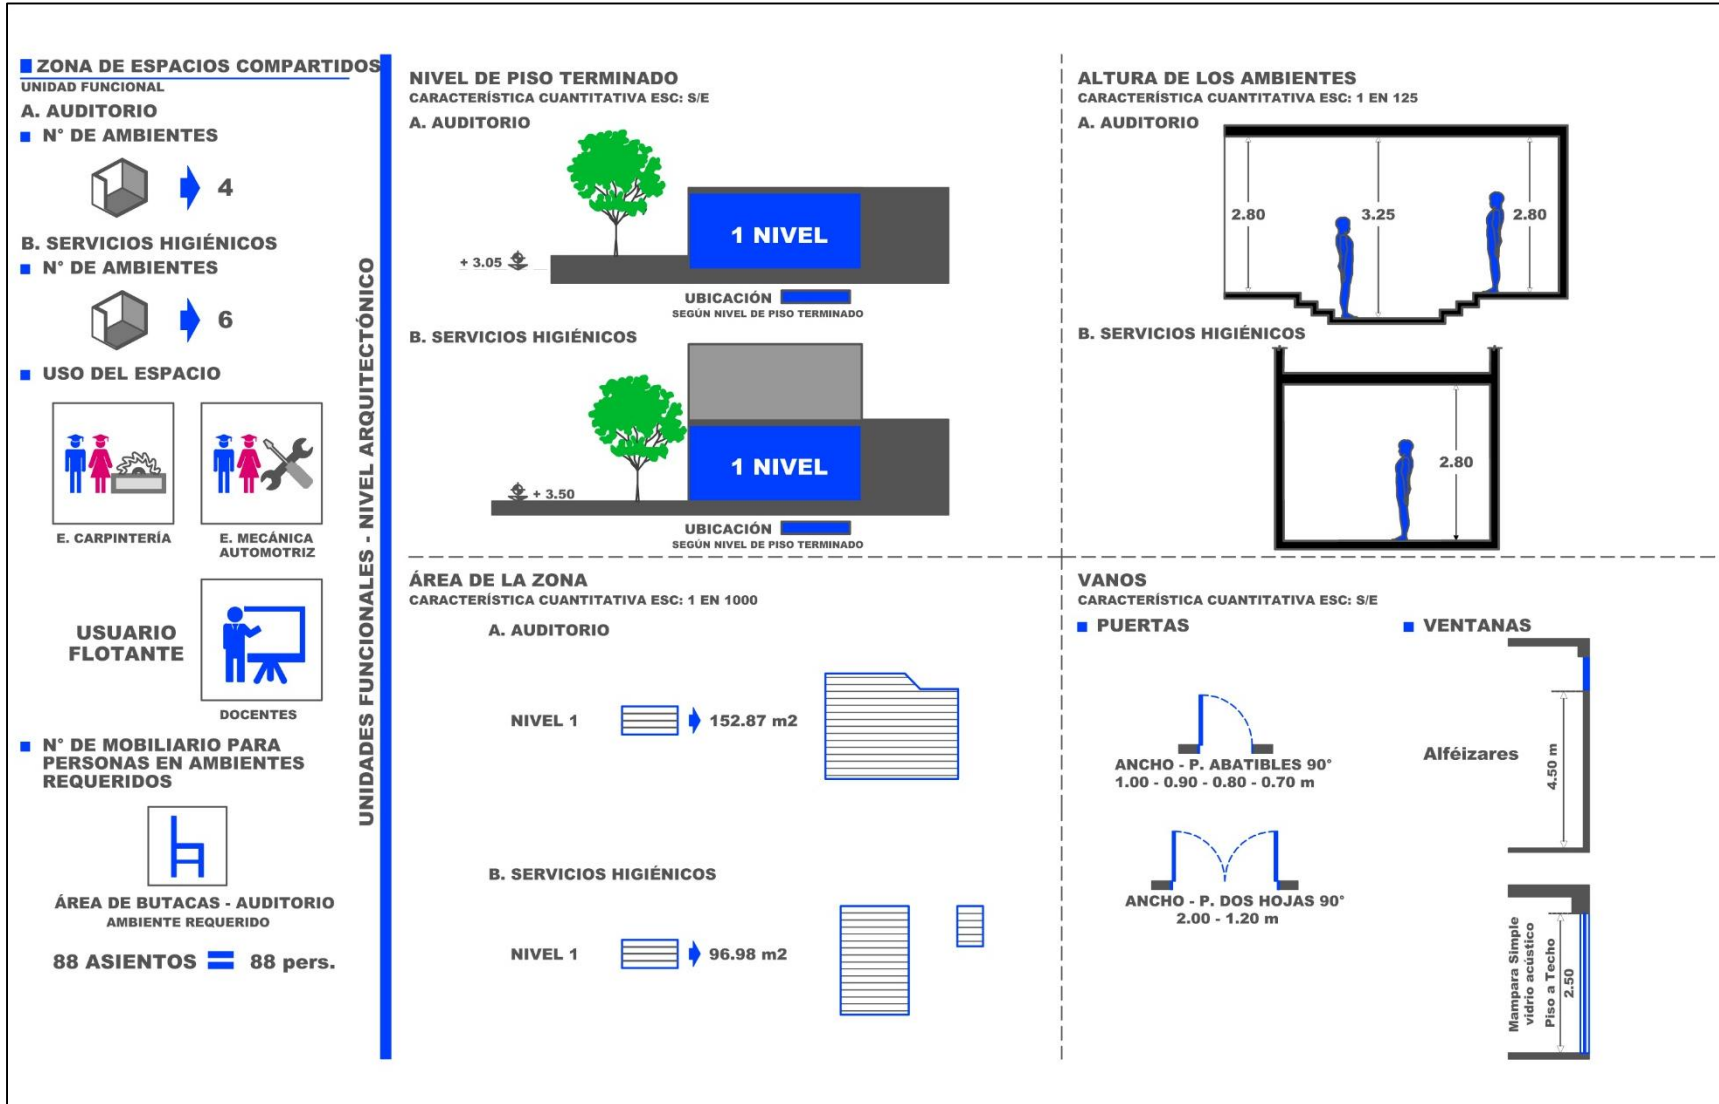 ZONA DE ESPACIOS COMPARTIDOS
UNIDAD FUNCIONAL
A. AUDITORIO
N° DE AMBIENTES
4
B. SERVICIOS HIGIÉNICOS
N° DE AMBIENTES
6
USO DEL ESPACIO
E. CARPINTERÍA
E. MECÁNICA
AUTOMOTRIZ
USUARIO
FLOTANTE
DOCENTES
N° DE MOBILIARIO PARA
PERSONAS EN AMBIENTES
REQUERIDOS
ÁREA DE BUTACAS - AUDITORIO
AMBIENTE REQUERIDO
88 ASIENTOS = 88 pers.
UNIDADES FUNCIONALES - NIVEL ARQUITECTÓNICO
NIVEL DE PISO TERMINADO
CARACTERÍSTICA CUANTITATIVA ESC: S/E
A. AUDITORIO
1 NIVEL
+ 3.05
UBICACIÓN
SEGÚN NIVEL DE PISO TERMINADO
B. SERVICIOS HIGIÉNICOS
1 NIVEL
+ 3.50
UBICACIÓN
SEGÚN NIVEL DE PISO TERMINADO
ALTURA DE LOS AMBIENTES
CARACTERÍSTICA CUANTITATIVA ESC: 1 EN 125
A. AUDITORIO
2.80
3.25
2.80
B. SERVICIOS HIGIÉNICOS
2.80
ÁREA DE LA ZONA
CARACTERÍSTICA CUANTITATIVA ESC: 1 EN 1000
A. AUDITORIO
NIVEL 1
152.87 m2
B. SERVICIOS HIGIÉNICOS
NIVEL 1
96.98 m2
VANOS
CARACTERÍSTICA CUANTITATIVA ESC: S/E
PUERTAS
ANCHO - P. ABATIBLES 90°
1.00 - 0.90 - 0.80 - 0.70 m
ANCHO - P. DOS HOJAS 90°
2.00 - 1.20 m
VENTANAS
Alféizares
4.50 m
Mampara Simple
vidrio acústico
Piso a Techo
2.50